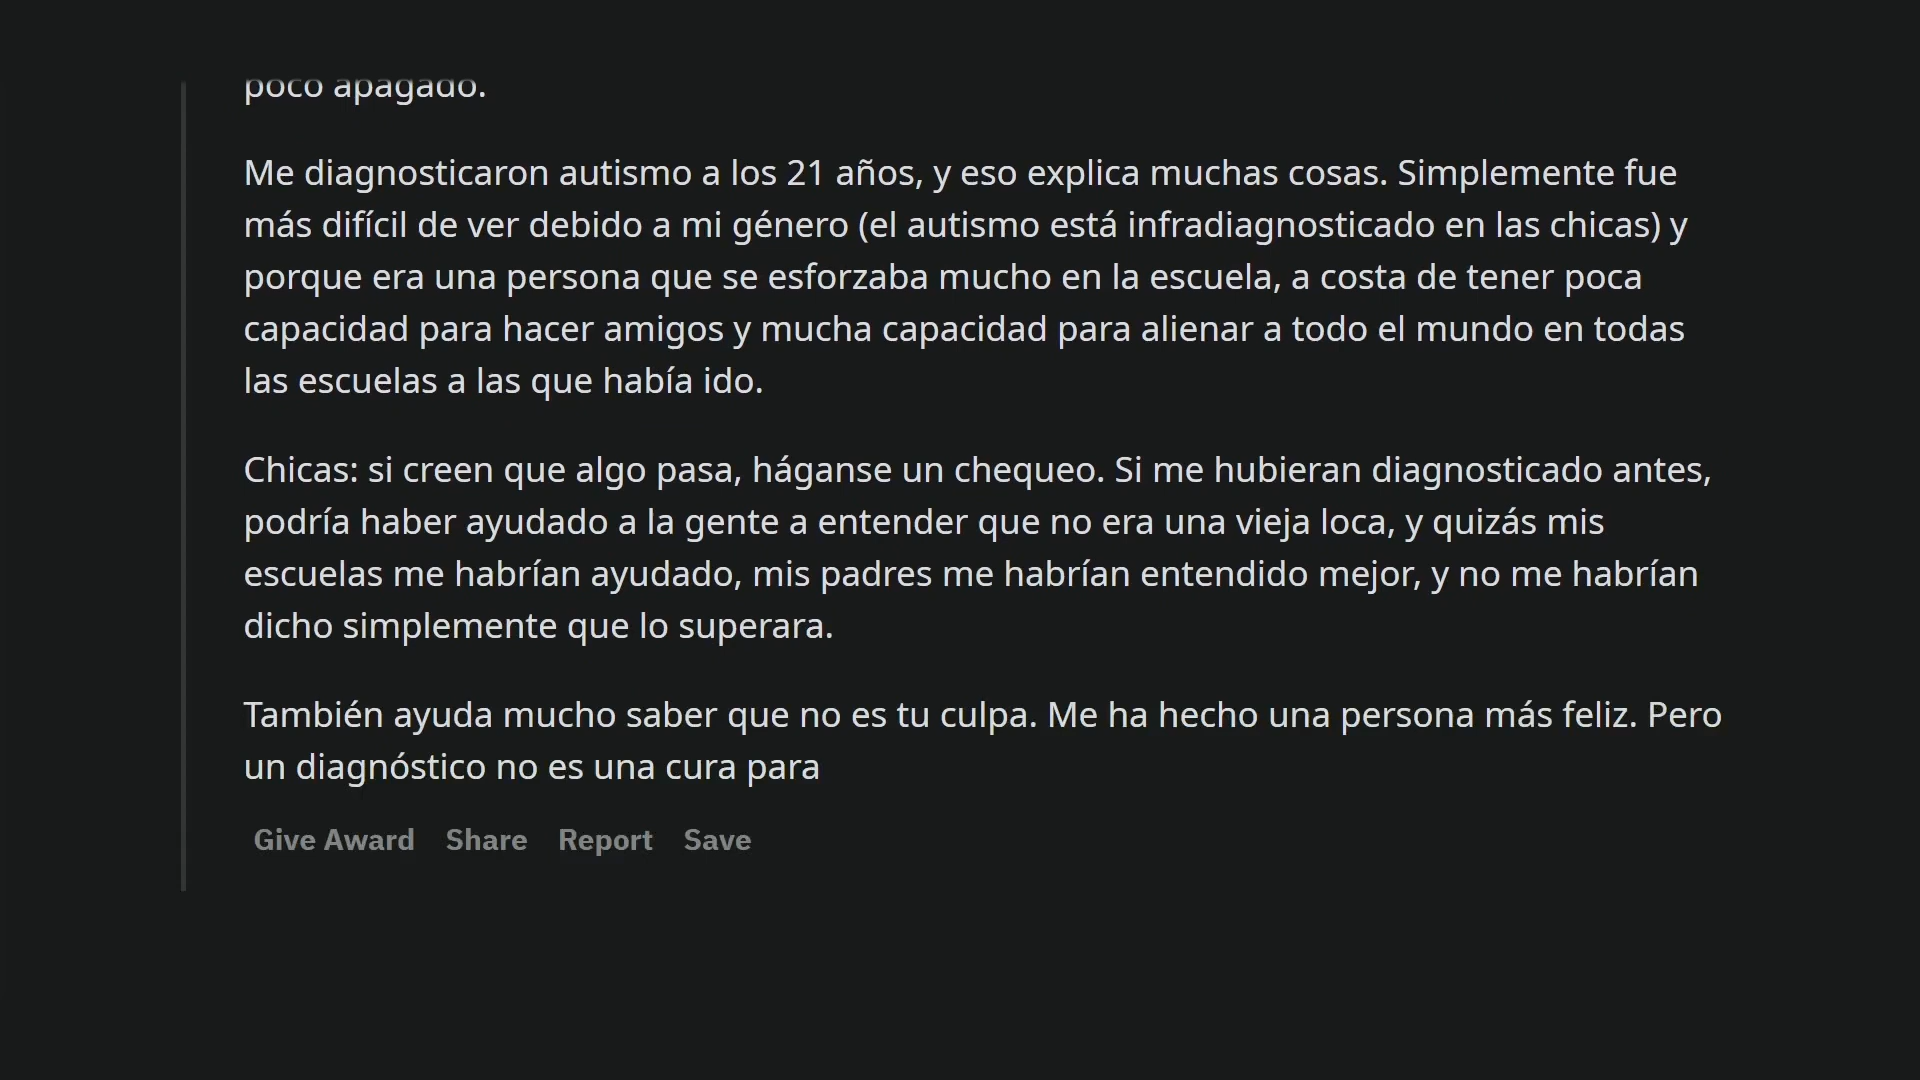 poco apagado.
Me diagnosticaron autismo a los 21 años, y eso explica muchas cosas. Simplemente fue
más difícil de ver debido a mi género (el autismo está infradiagnosticado en las chicas) y
porque era una persona que se esforzaba mucho en la escuela, a costa de tener poca
capacidad para hacer amigos y mucha capacidad para alienar a todo el mundo en todas
las escuelas a las que había ido.
Chicas: si creen que algo pasa, háganse un chequeo. Si me hubieran diagnosticado antes,
podría haber ayudado a la gente a entender que no era una vieja loca, y quizás mis
escuelas me habrían ayudado, mis padres me habrían entendido mejor, y no me habrían
dicho simplemente que lo superara.
También ayuda mucho saber que no es tu culpa. Me ha hecho una persona más feliz. Pero
un diagnóstico no es una cura para
Give Award Share Report Save